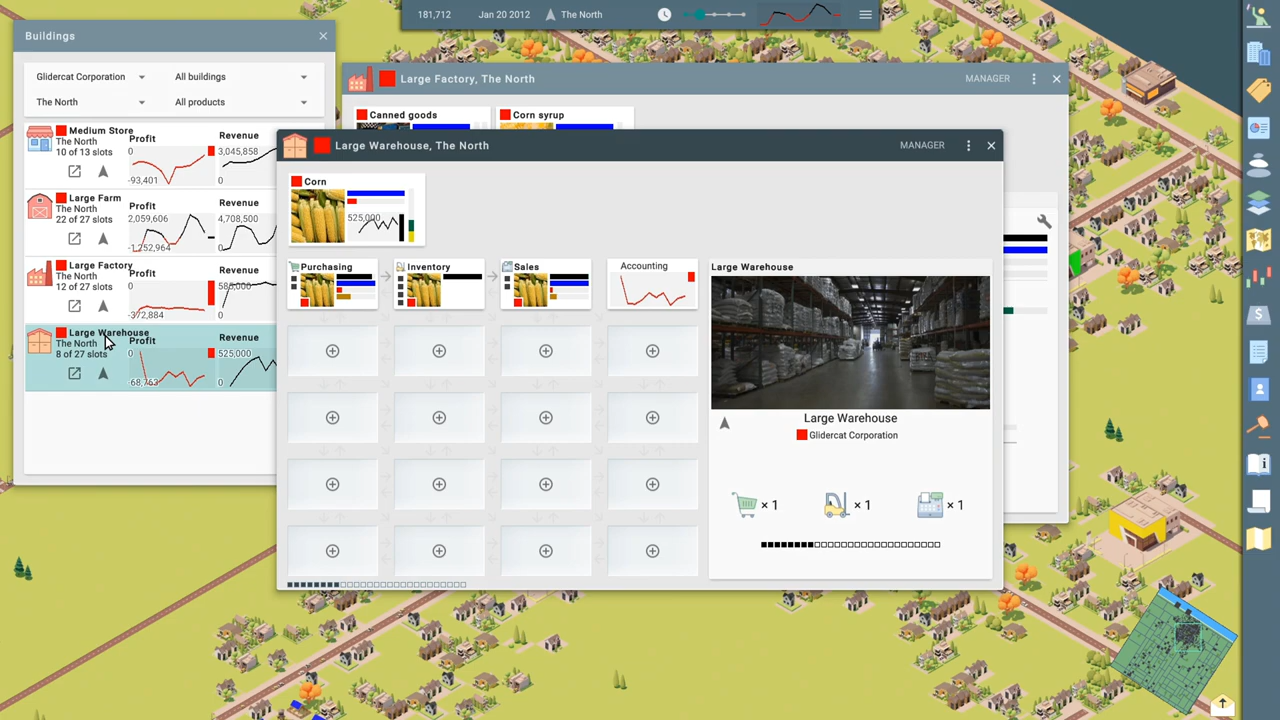 181,712
Jan 20 2012
The North
Buildings
Glidercat Corporation
All buildings
The North
All products
Medium Store
The North
10 of 13 slots
Profit
0
-93,401
Revenue
3,045,858
0
Large Farm
The North
22 of 27 slots
Profit
2,059,606
-1,252,964
Revenue
4,708,500
0
Large Factory
The North
12 of 27 slots
Profit
0
-372,884
Revenue
585,000
0
Large Warehouse
The North
8 of 27 slots
Profit
0
-68,763
Revenue
525,000
0
Large Factory, The North
MANAGER
Canned goods
Corn syrup
Large Warehouse, The North
MANAGER
Corn
525,000
Purchasing
Inventory
Sales
Accounting
Large Warehouse
Large Warehouse
Glidercat Corporation
× 1
× 1
× 1